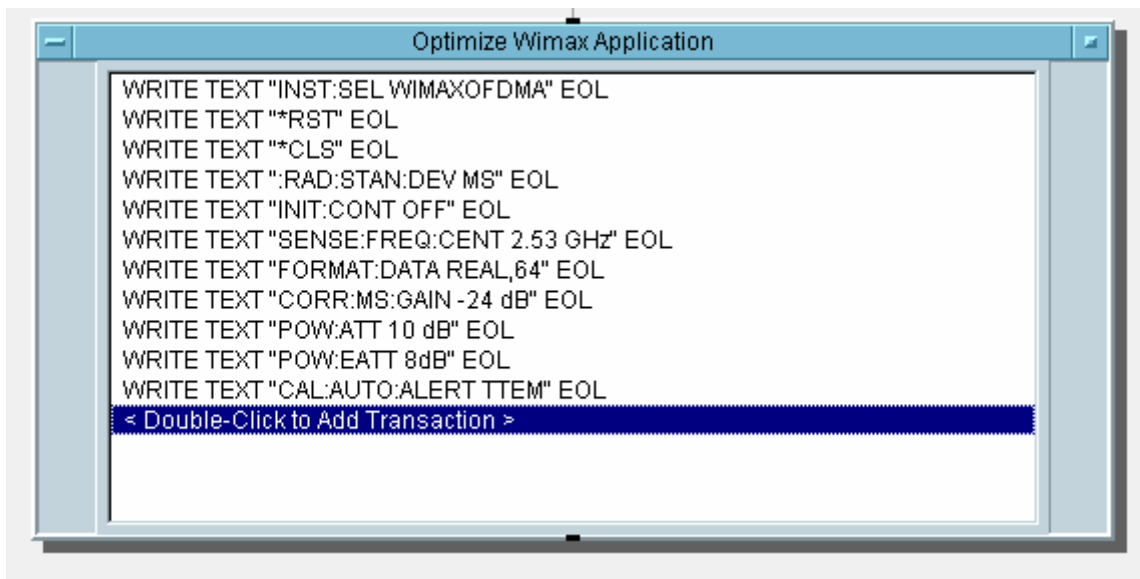 Optimize Wimax Application
WRITE TEXT "INST:SEL WIMAXOFDMA" EOL
WRITE TEXT "*RST" EOL
WRITE TEXT "*CLS" EOL
WRITE TEXT ":RAD:STAN:DEV MS" EOL
WRITE TEXT "INIT:CONT OFF" EOL
WRITE TEXT "SENSE:FREQ:CENT 2.53 GHz" EOL
WRITE TEXT "FORMAT:DATA REAL,64" EOL
WRITE TEXT "CORR:MS:GAIN -24 dB" EOL
WRITE TEXT "POW:ATT 10 dB" EOL
WRITE TEXT "POW:EATT 8dB" EOL
WRITE TEXT "CAL:AUTO:ALERT TTEM" EOL
< Double-Click to Add Transaction >